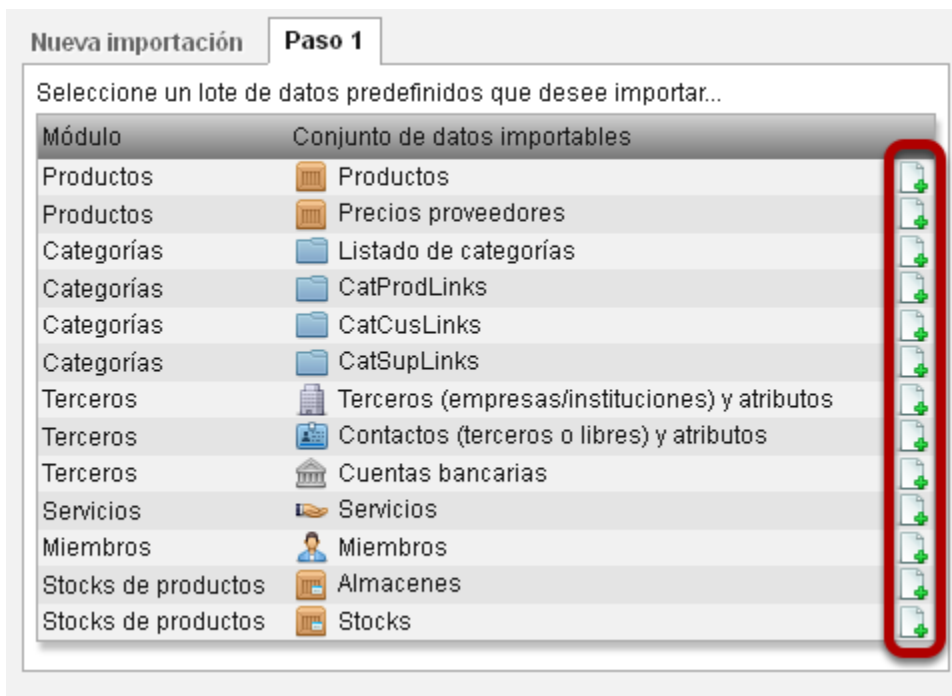 Nueva importación Paso 1
Seleccione un lote de datos predefinidos que desee importar...
Módulo Conjunto de datos importables
Productos Productos
Productos Precios proveedores
Categorías Listado de categorías
Categorías CatProdLinks
Categorías CatCusLinks
Categorías CatSupLinks
Terceros Terceros (empresas/instituciones) y atributos
Terceros Contactos (terceros o libres) y atributos
Terceros Cuentas bancarias
Servicios Servicios
Miembros Miembros
Stocks de productos Almacenes
Stocks de productos Stocks